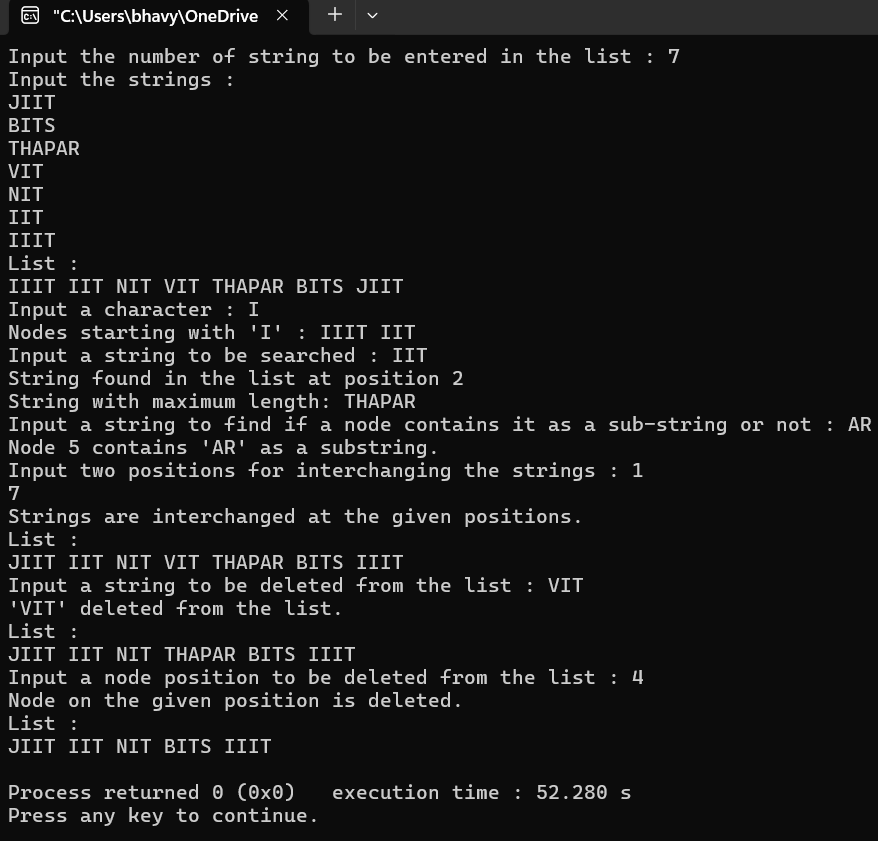 "C:\Users\bhavy\OneDrive
Input the number of string to be entered in the list : 7
Input the strings :
JIIT
BITS
THAPAR
VIT
NIT
IIT
IIIT
List :
IIIT IIT NIT VIT THAPAR BITS JIIT
Input a character : I
Nodes starting with 'I' : IIIT IIT
Input a string to be searched : IIT
String found in the list at position 2
String with maximum length: THAPAR
Input a string to find if a node contains it as a sub-string or not : AR
Node 5 contains 'AR' as a substring.
Input two positions for interchanging the strings : 1
7
Strings are interchanged at the given positions.
List :
JIIT IIT NIT VIT THAPAR BITS IIIT
Input a string to be deleted from the list : VIT
'VIT' deleted from the list.
List :
JIIT IIT NIT THAPAR BITS IIIT
Input a node position to be deleted from the list : 4
Node on the given position is deleted.
List :
JIIT IIT NIT BITS IIIT
Process returned 0 (0x0)   execution time : 52.280 s
Press any key to continue.